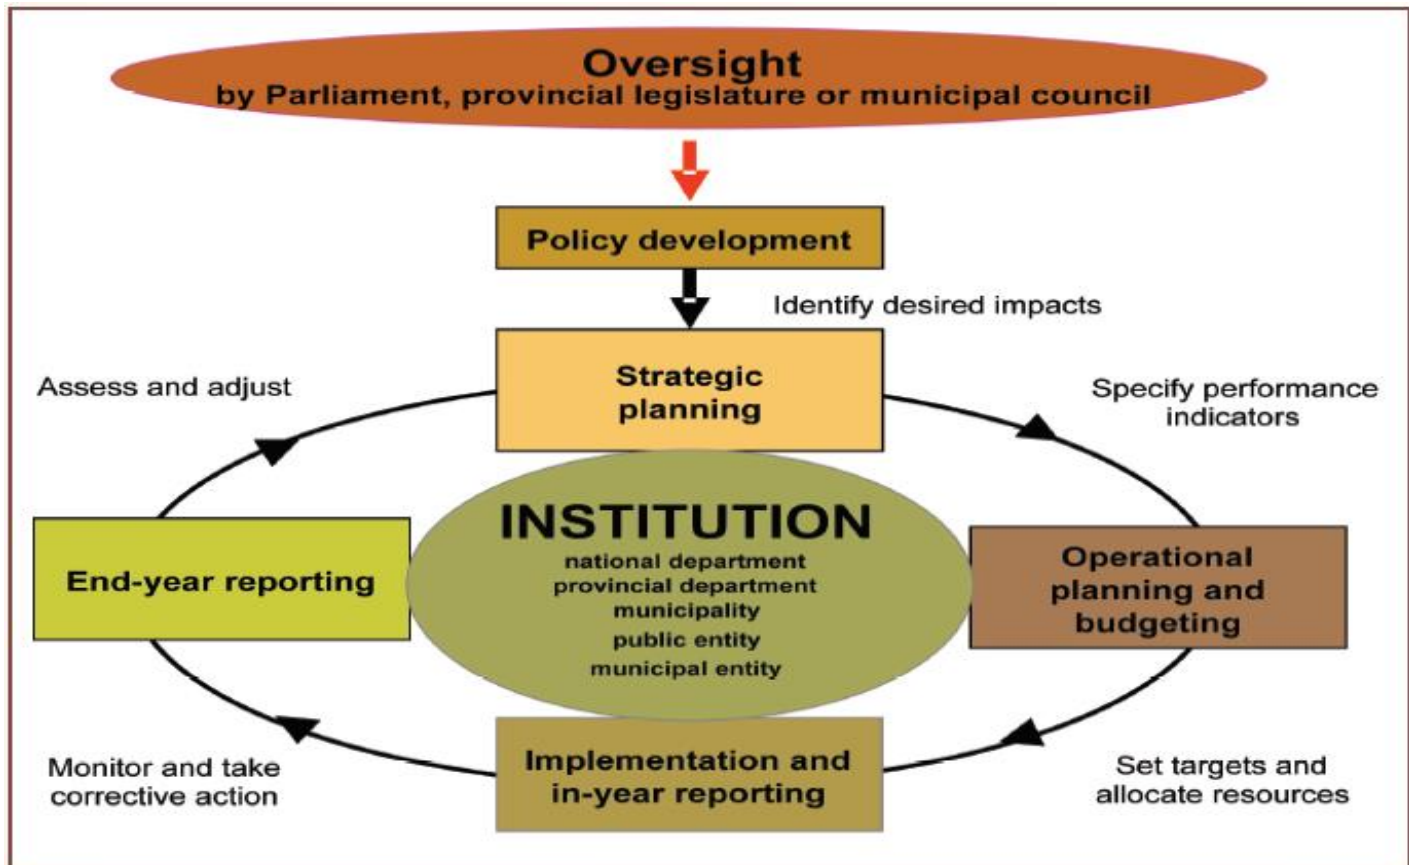 Oversight
by Parliament, provincial legislature or municipal council
Policy development
Identify desired impacts
Strategic
planning
Assess and adjust
Specify performance
indicators
INSTITUTION
national department
provincial department
municipality
public entity
municipal entity
End-year reporting
Operational
planning and
budgeting
Implementation and
in-year reporting
Monitor and take
corrective action
Set targets and
allocate resources